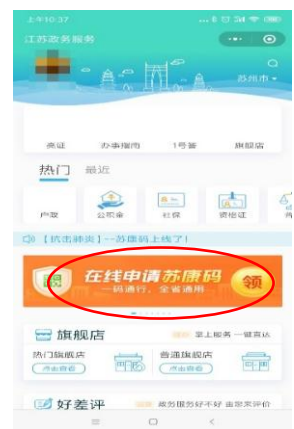 上午10:37
江苏政务服务
苏州市
亮证 办事指南 1号答 旗舰店
热门 最近
户政 公积金 社保 资格证
【抗击肺炎】--苏康码上线了！
在线申请苏康码
一码通行，全省通用
领
旗舰店 掌上服务 一键直达
热门旗舰店 普通旗舰店
点击查看 点击查看
好差评 政务服务好不好 由您来评价